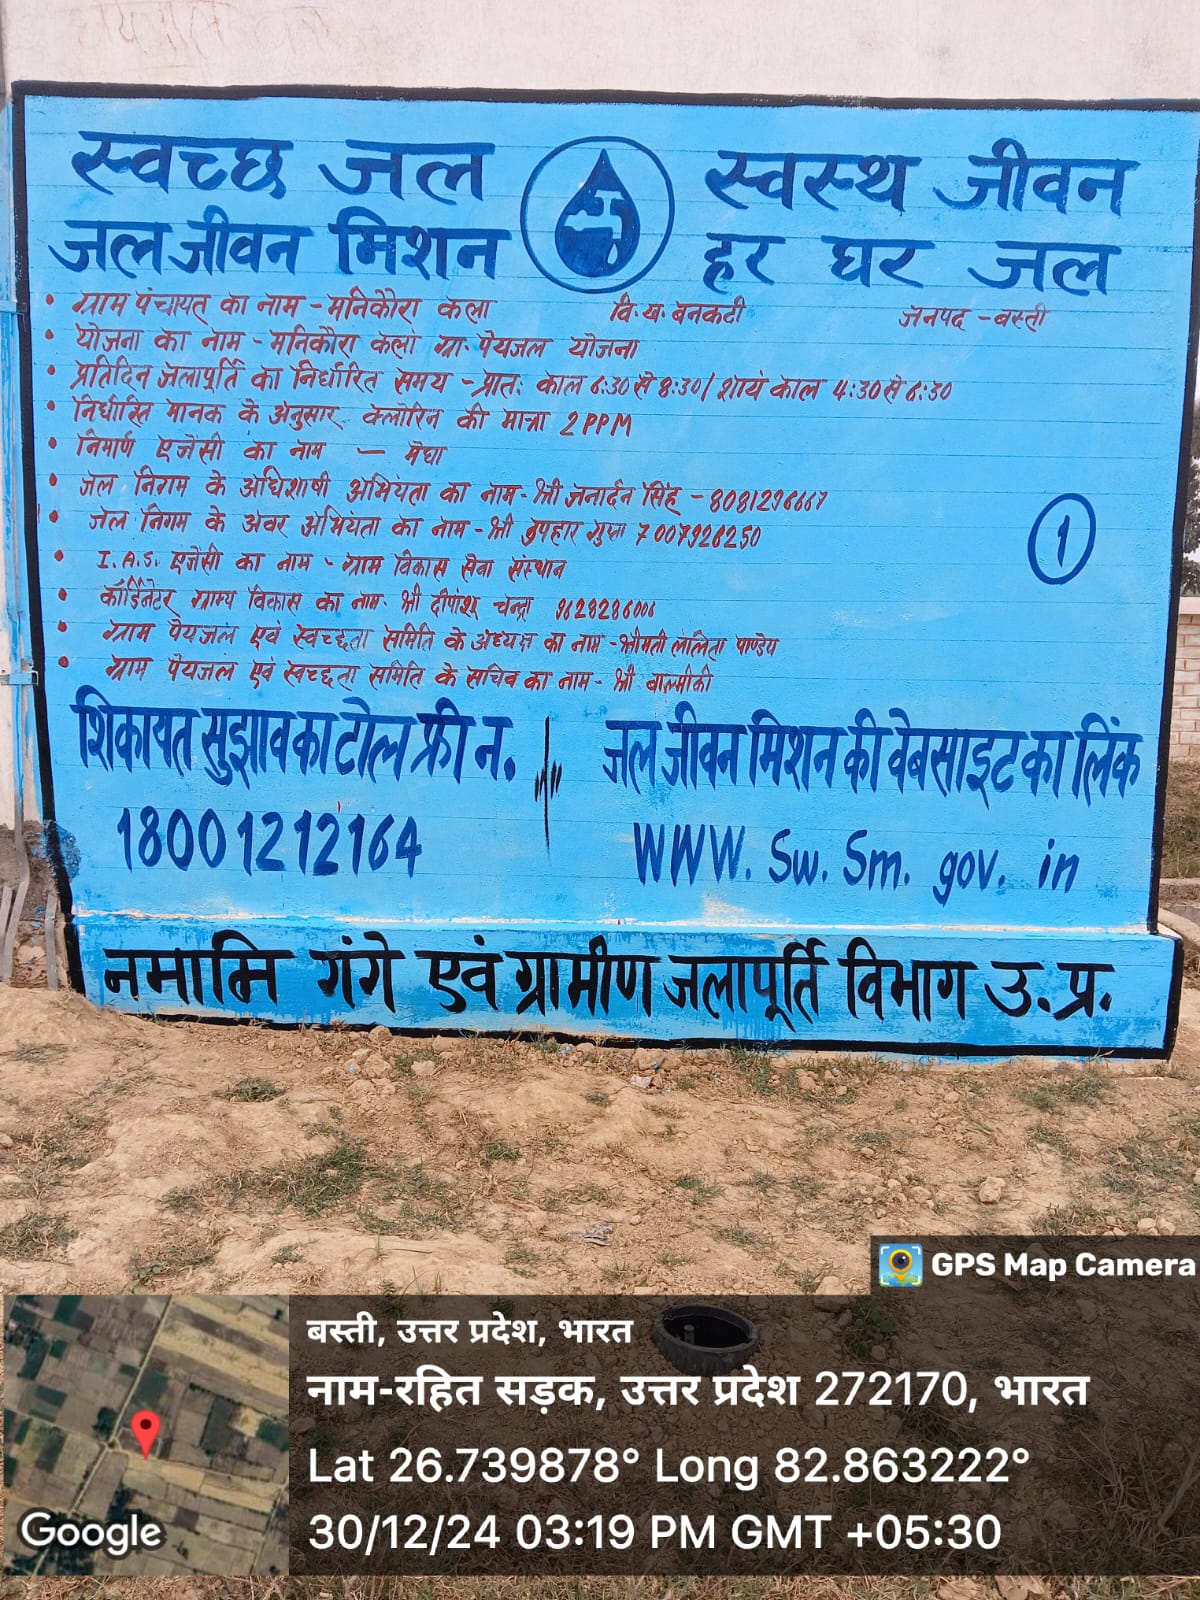 स्वच्छ जल स्वस्थ जीवन
जल जीवन मिशन हर घर जल
• ग्राम पंचायत का नाम - मनिकौरा कला वि.ख. बनकटी जनपद - बस्ती
• योजना का नाम - मनिकौरा कला ग्रा. पेयजल योजना
• प्रतिदिन जलापूर्ति का निर्धारित समय - प्रात: काल 6:30 से 8:30/ शायं काल 4:30 से 6:30
• निर्धारित मानक के अनुसार क्लोरिन की मात्रा 2 PPM
• निमार्ण एजेसी का नाम — मेघा
• जल निगम के अधिशाषी अभियंता का नाम - श्री जनार्दन सिंह - 8081296667
• जल निगम के अवर अभियंता का नाम - श्री गुप्ता 7007926250
• I.A.S. एजेसी का नाम - ग्राम विकास सेवा संस्थान
• कॉर्डिनेटर ग्राम्य विकास का नाम - श्री दीपांशू चन्द्रा 9628286006
• ग्राम पेयजल एवं स्वच्छता समिति के अध्यक्ष का नाम - श्रीमती ललिता पाण्डेय
• ग्राम पेयजल एवं स्वच्छता समिति के सचिव का नाम - श्री बाल्मीकी
1
शिकायत सुझाव का टोल फ्री न.
18001212164
जल जीवन मिशन की वेबसाइट का लिंक
WWW. Sw. Sm. gov. in
नमामि गंगे एवं ग्रामीण जलापूर्ति विभाग उ.प्र.
GPS Map Camera
बस्ती, उत्तर प्रदेश, भारत
नाम-रहित सड़क, उत्तर प्रदेश 272170, भारत
Lat 26.739878° Long 82.863222°
30/12/24 03:19 PM GMT +05:30
Google